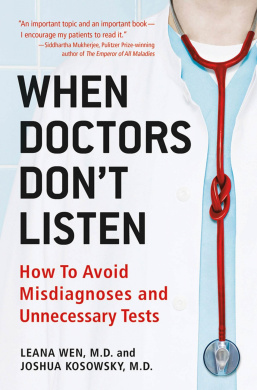 "An important topic and an important book—
I encourage my patients to read it."
—Siddhartha Mukherjee, Pulitzer Prize-winning
author of The Emperor of All Maladies
WHEN
DOCTORS
DON'T
LISTEN
How To Avoid
Misdiagnoses and
Unnecessary Tests
LEANA WEN, M.D. and
JOSHUA KOSOWSKY, M.D.